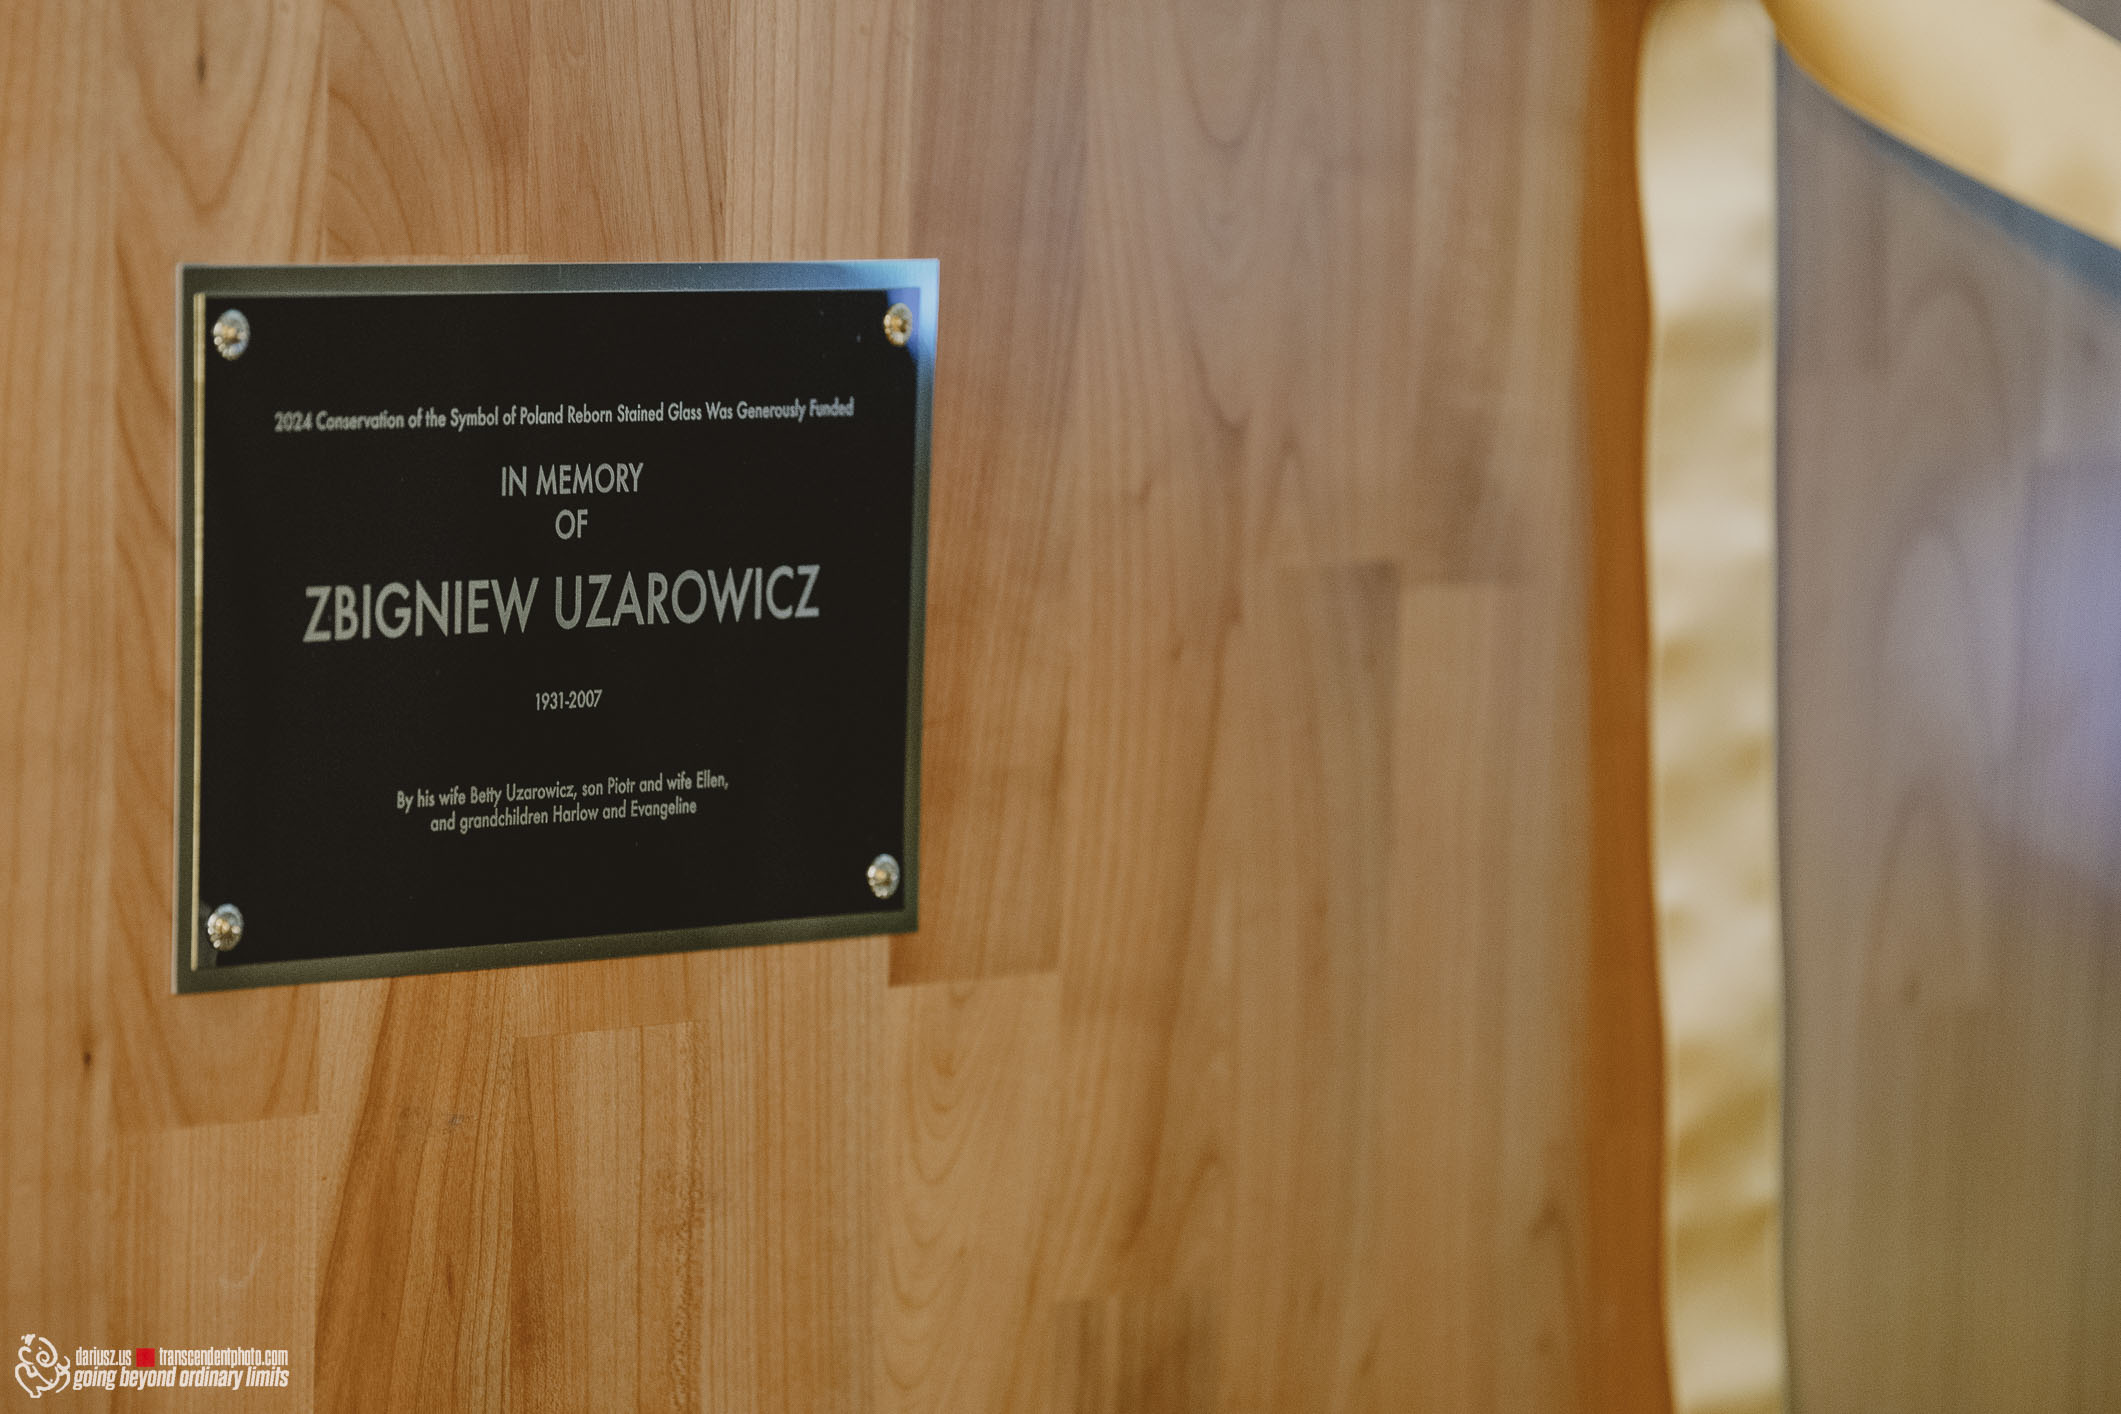 2024 Conservation of the Symbol of Poland Reborn Stained Glass Was Generously Funded
IN MEMORY
OF
ZBIGNIEW UZAROWICZ
1931-2007
By his wife Betty Uzarowicz, son Piotr and wife Ellen,
and grandchildren Harlow and Evangeline
dariusz.us transcendentphoto.com
going beyond ordinary limits